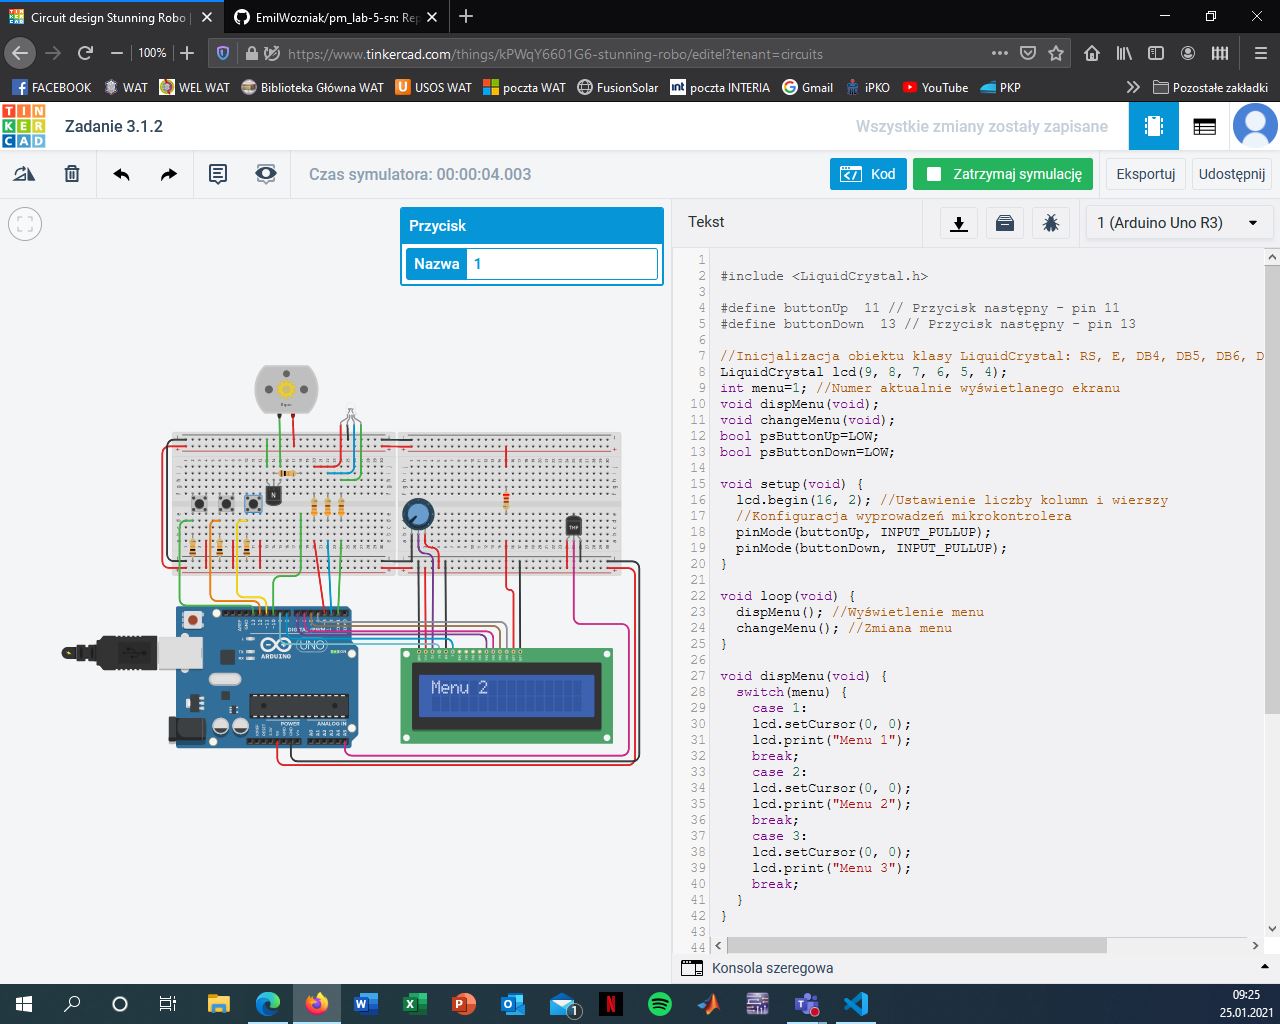 Circuit design Stunning Robo |
EmilWozniak/pm_lab-5-sn: Rep
100%
https://www.tinkercad.com/things/kPWqY6601G6-stunning-robo/editel?tenant=circuits
FACEBOOK
WAT
WEL WAT
Biblioteka Główna WAT
USOS WAT
poczta WAT
FusionSolar
poczta INTERIA
Gmail
iPKO
YouTube
PKP
Pozostałe zakładki
TIN
KER
CAD
Zadanie 3.1.2
Wszystkie zmiany zostały zapisane
Czas symulatora: 00:00:04.003
Kod
Zatrzymaj symulację
Eksportuj
Udostępnij
Przycisk
Nazwa 1
Tekst
1 (Arduino Uno R3)
1
2 #include <LiquidCrystal.h>
3
4 #define buttonUp  11 // Przycisk następny - pin 11
5 #define buttonDown  13 // Przycisk następny - pin 13
6
7 //Inicjalizacja obiektu klasy LiquidCrystal: RS, E, DB4, DB5, DB6, D
8 LiquidCrystal lcd(9, 8, 7, 6, 5, 4);
9 int menu=1; //Numer aktualnie wyświetlanego ekranu
10 void dispMenu(void);
11 void changeMenu(void);
12 bool psButtonUp=LOW;
13 bool psButtonDown=LOW;
14
15 void setup(void) {
16   lcd.begin(16, 2); //Ustawienie liczby kolumn i wierszy
17   //Konfiguracja wyprowadzeń mikrokontrolera
18   pinMode(buttonUp, INPUT_PULLUP);
19   pinMode(buttonDown, INPUT_PULLUP);
20 }
21
22 void loop(void) {
23   dispMenu(); //Wyświetlenie menu
24   changeMenu(); //Zmiana menu
25 }
26
27 void dispMenu(void) {
28   switch(menu) {
29     case 1:
30     lcd.setCursor(0, 0);
31     lcd.print("Menu 1");
32     break;
33     case 2:
34     lcd.setCursor(0, 0);
35     lcd.print("Menu 2");
36     break;
37     case 3:
38     lcd.setCursor(0, 0);
39     lcd.print("Menu 3");
40     break;
41   }
42 }
43
44
N
TMP
UNO
ARDUINO
POWER
ANALOG IN
Menu 2
Konsola szeregowa
1
09:25
25.01.2021